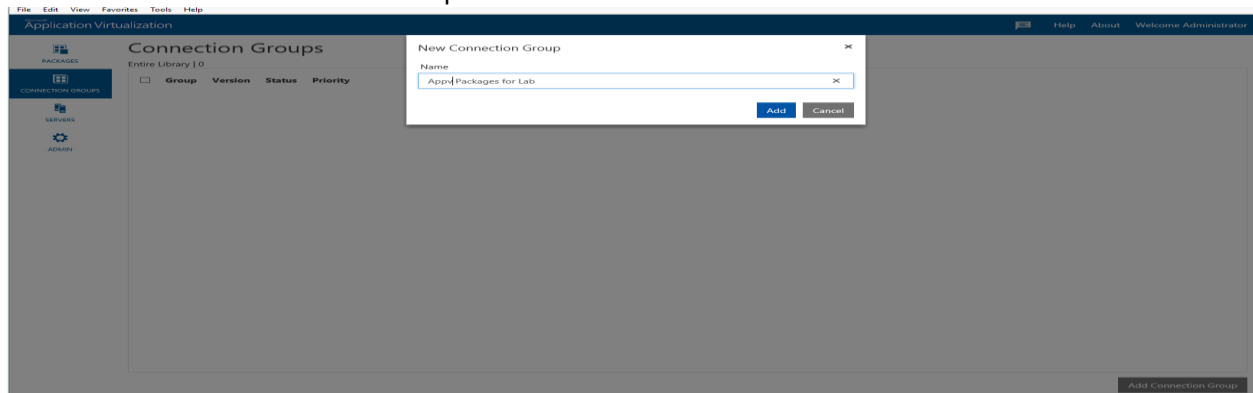 File Edit View Favorites Tools Help
Microsoft
Application Virtualization
Help About Welcome Administrator
PACKAGES
CONNECTION GROUPS
SERVERS
ADMIN
Connection Groups
Entire Library | 0
Group Version Status Priority
New Connection Group ×
Name
Appv Packages for Lab ×
Add Cancel
Add Connection Group